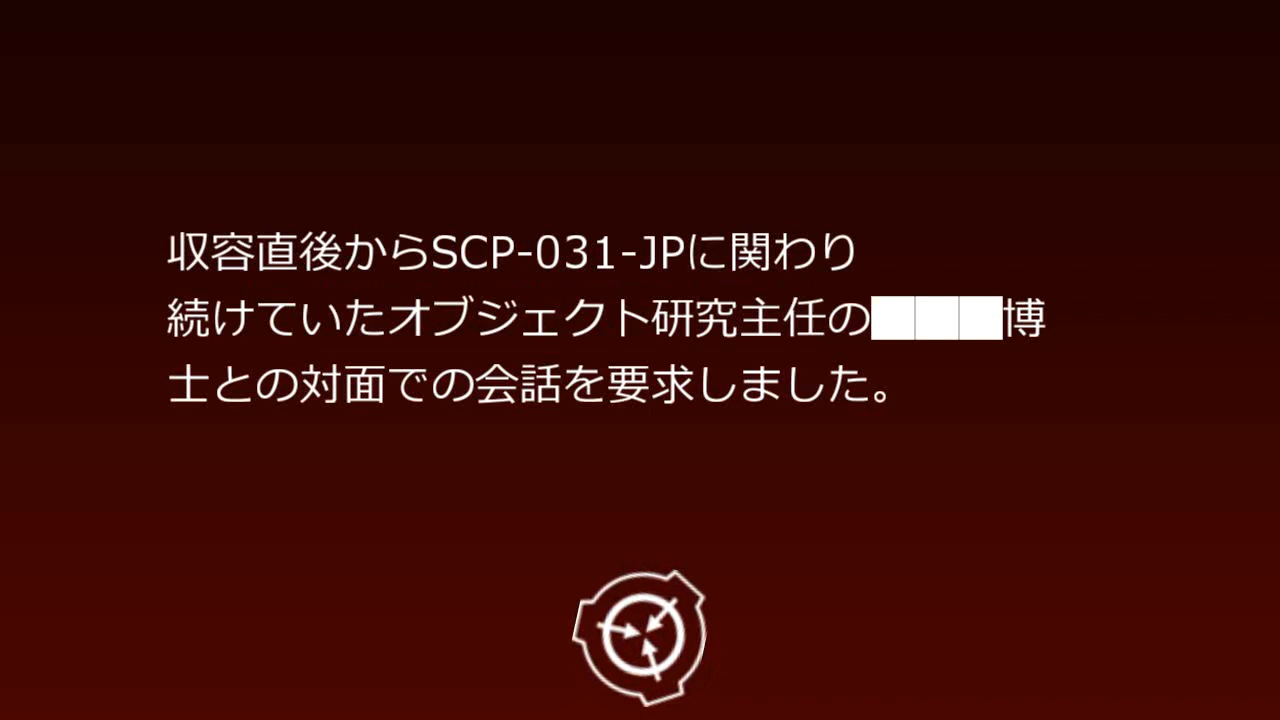 収容直後からSCP-031-JPに関わり
続けていたオブジェクト研究主任の███博
士との対面での会話を要求しました。